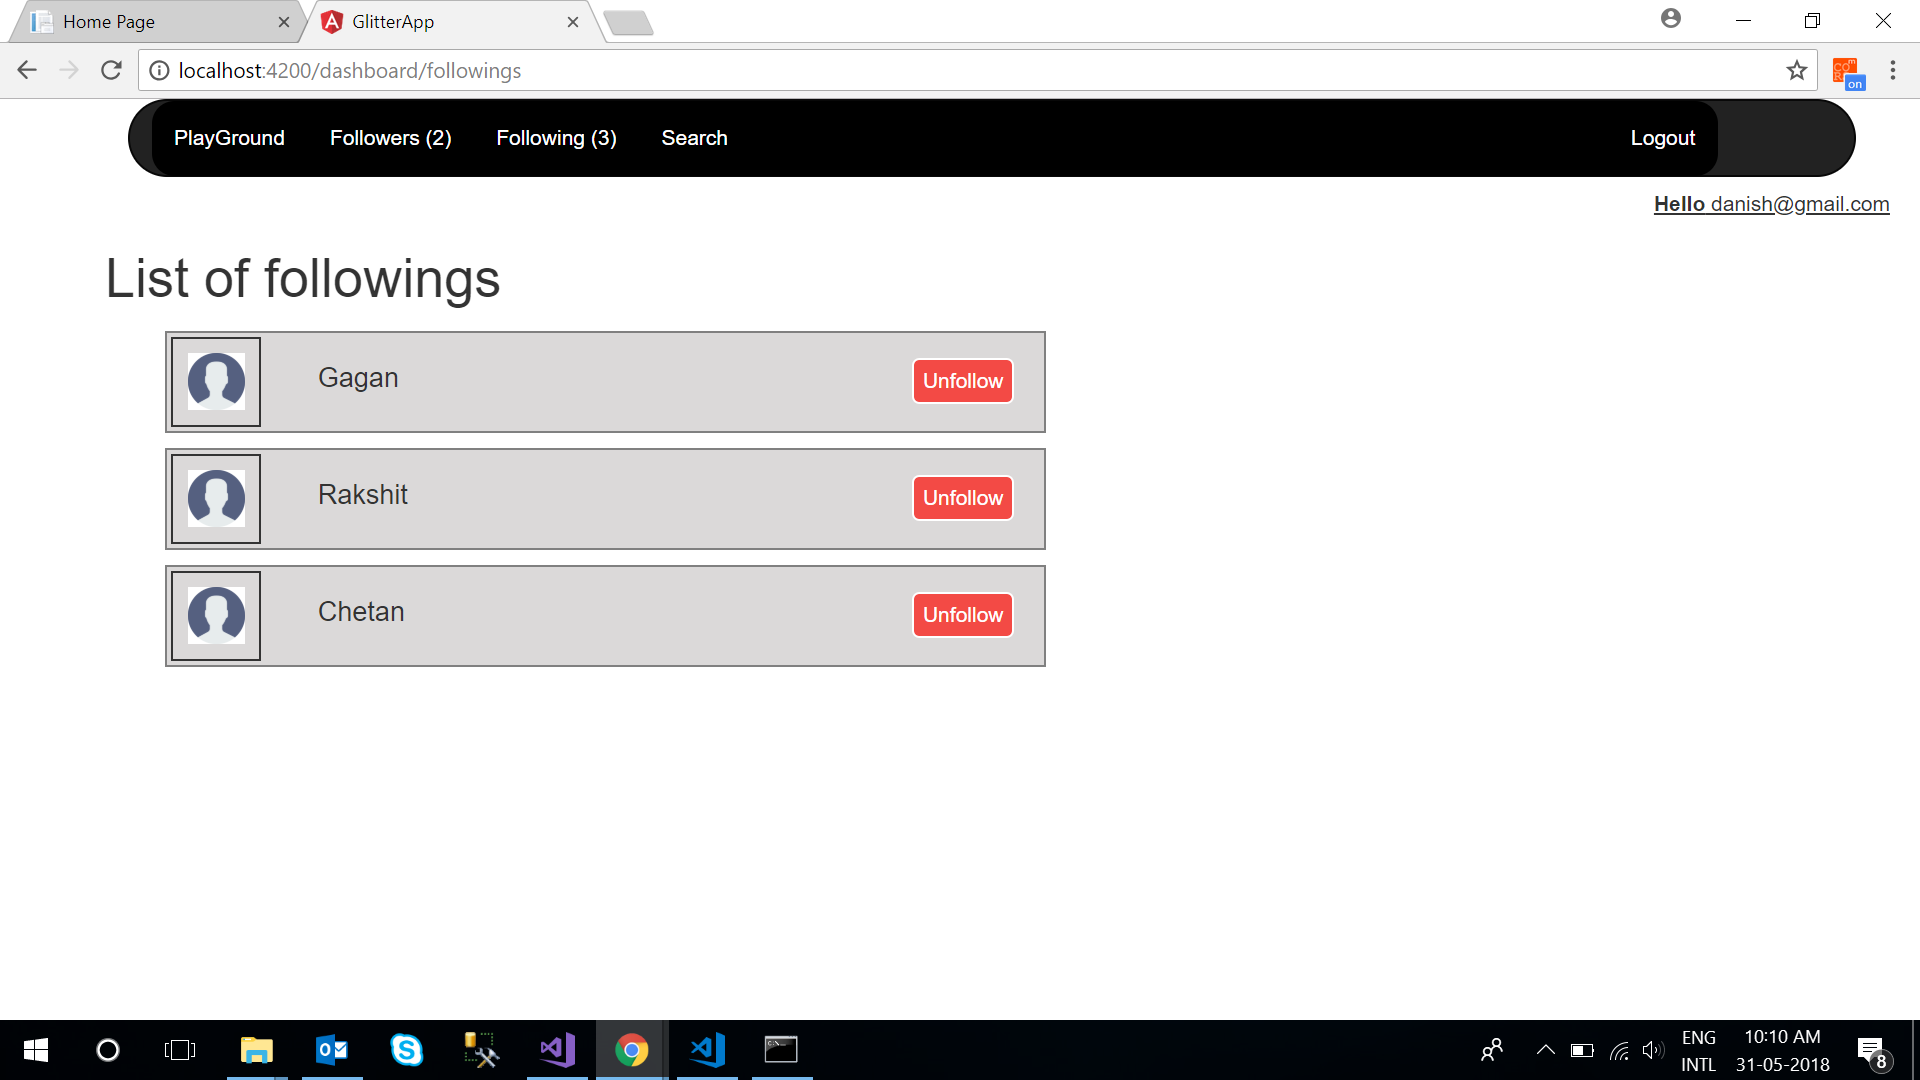 Home Page
GlitterApp
localhost:4200/dashboard/followings
on
PlayGround Followers (2) Following (3) Search Logout
Hello danish@gmail.com
List of followings
Gagan Unfollow
Rakshit Unfollow
Chetan Unfollow
ENG 10:10 AM
INTL 31-05-2018
8